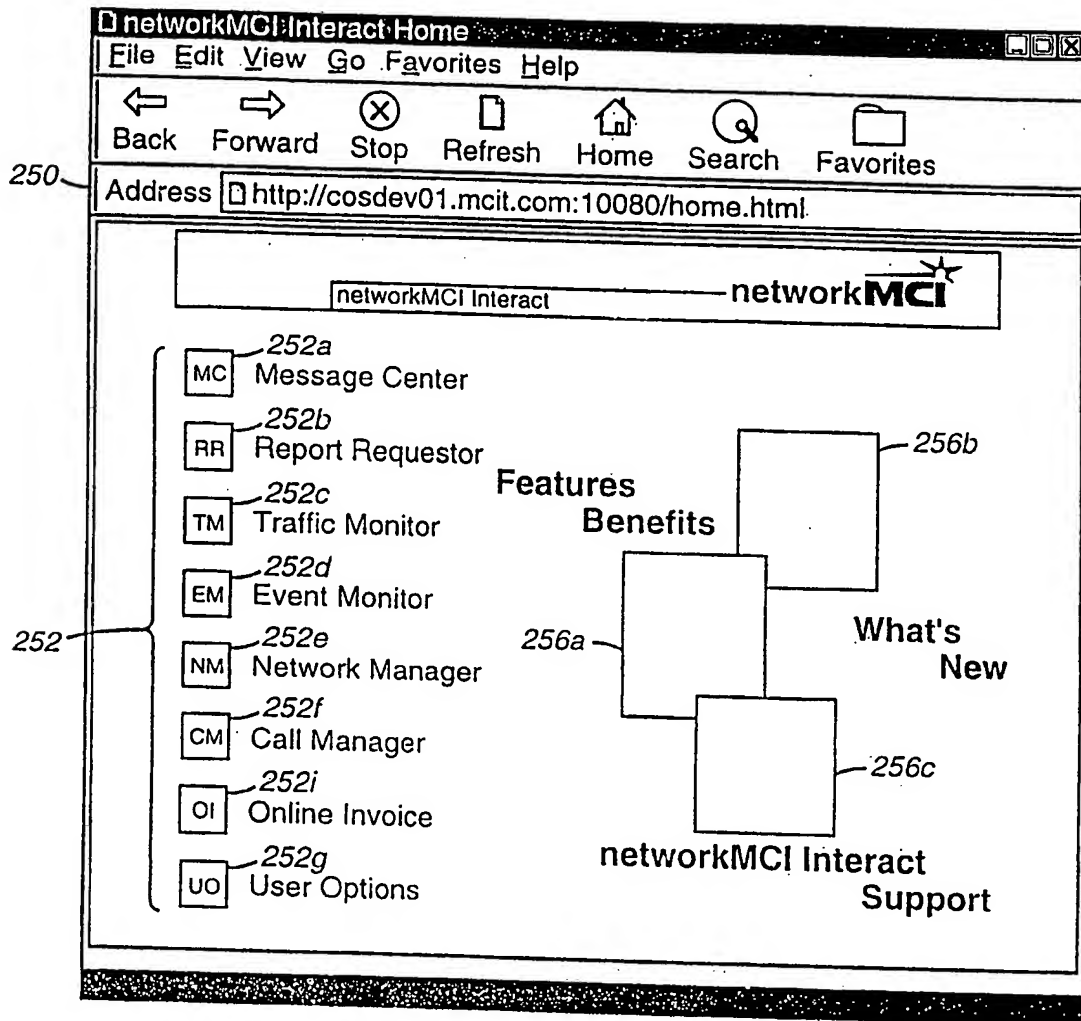 networkMCI Interact Home
File Edit View Go Favorites Help
Back Forward Stop Refresh Home Search Favorites
250
Address http://cosdev01.mcit.com:10080/home.html
networkMCI Interact
networkMCI
252
252a
MC Message Center
252b
RR Report Requestor
252c
TM Traffic Monitor
252d
EM Event Monitor
252e
NM Network Manager
252f
CM Call Manager
252i
OI Online Invoice
252g
UO User Options
Features
Benefits
256b
256a
What's
New
256c
networkMCI Interact
Support